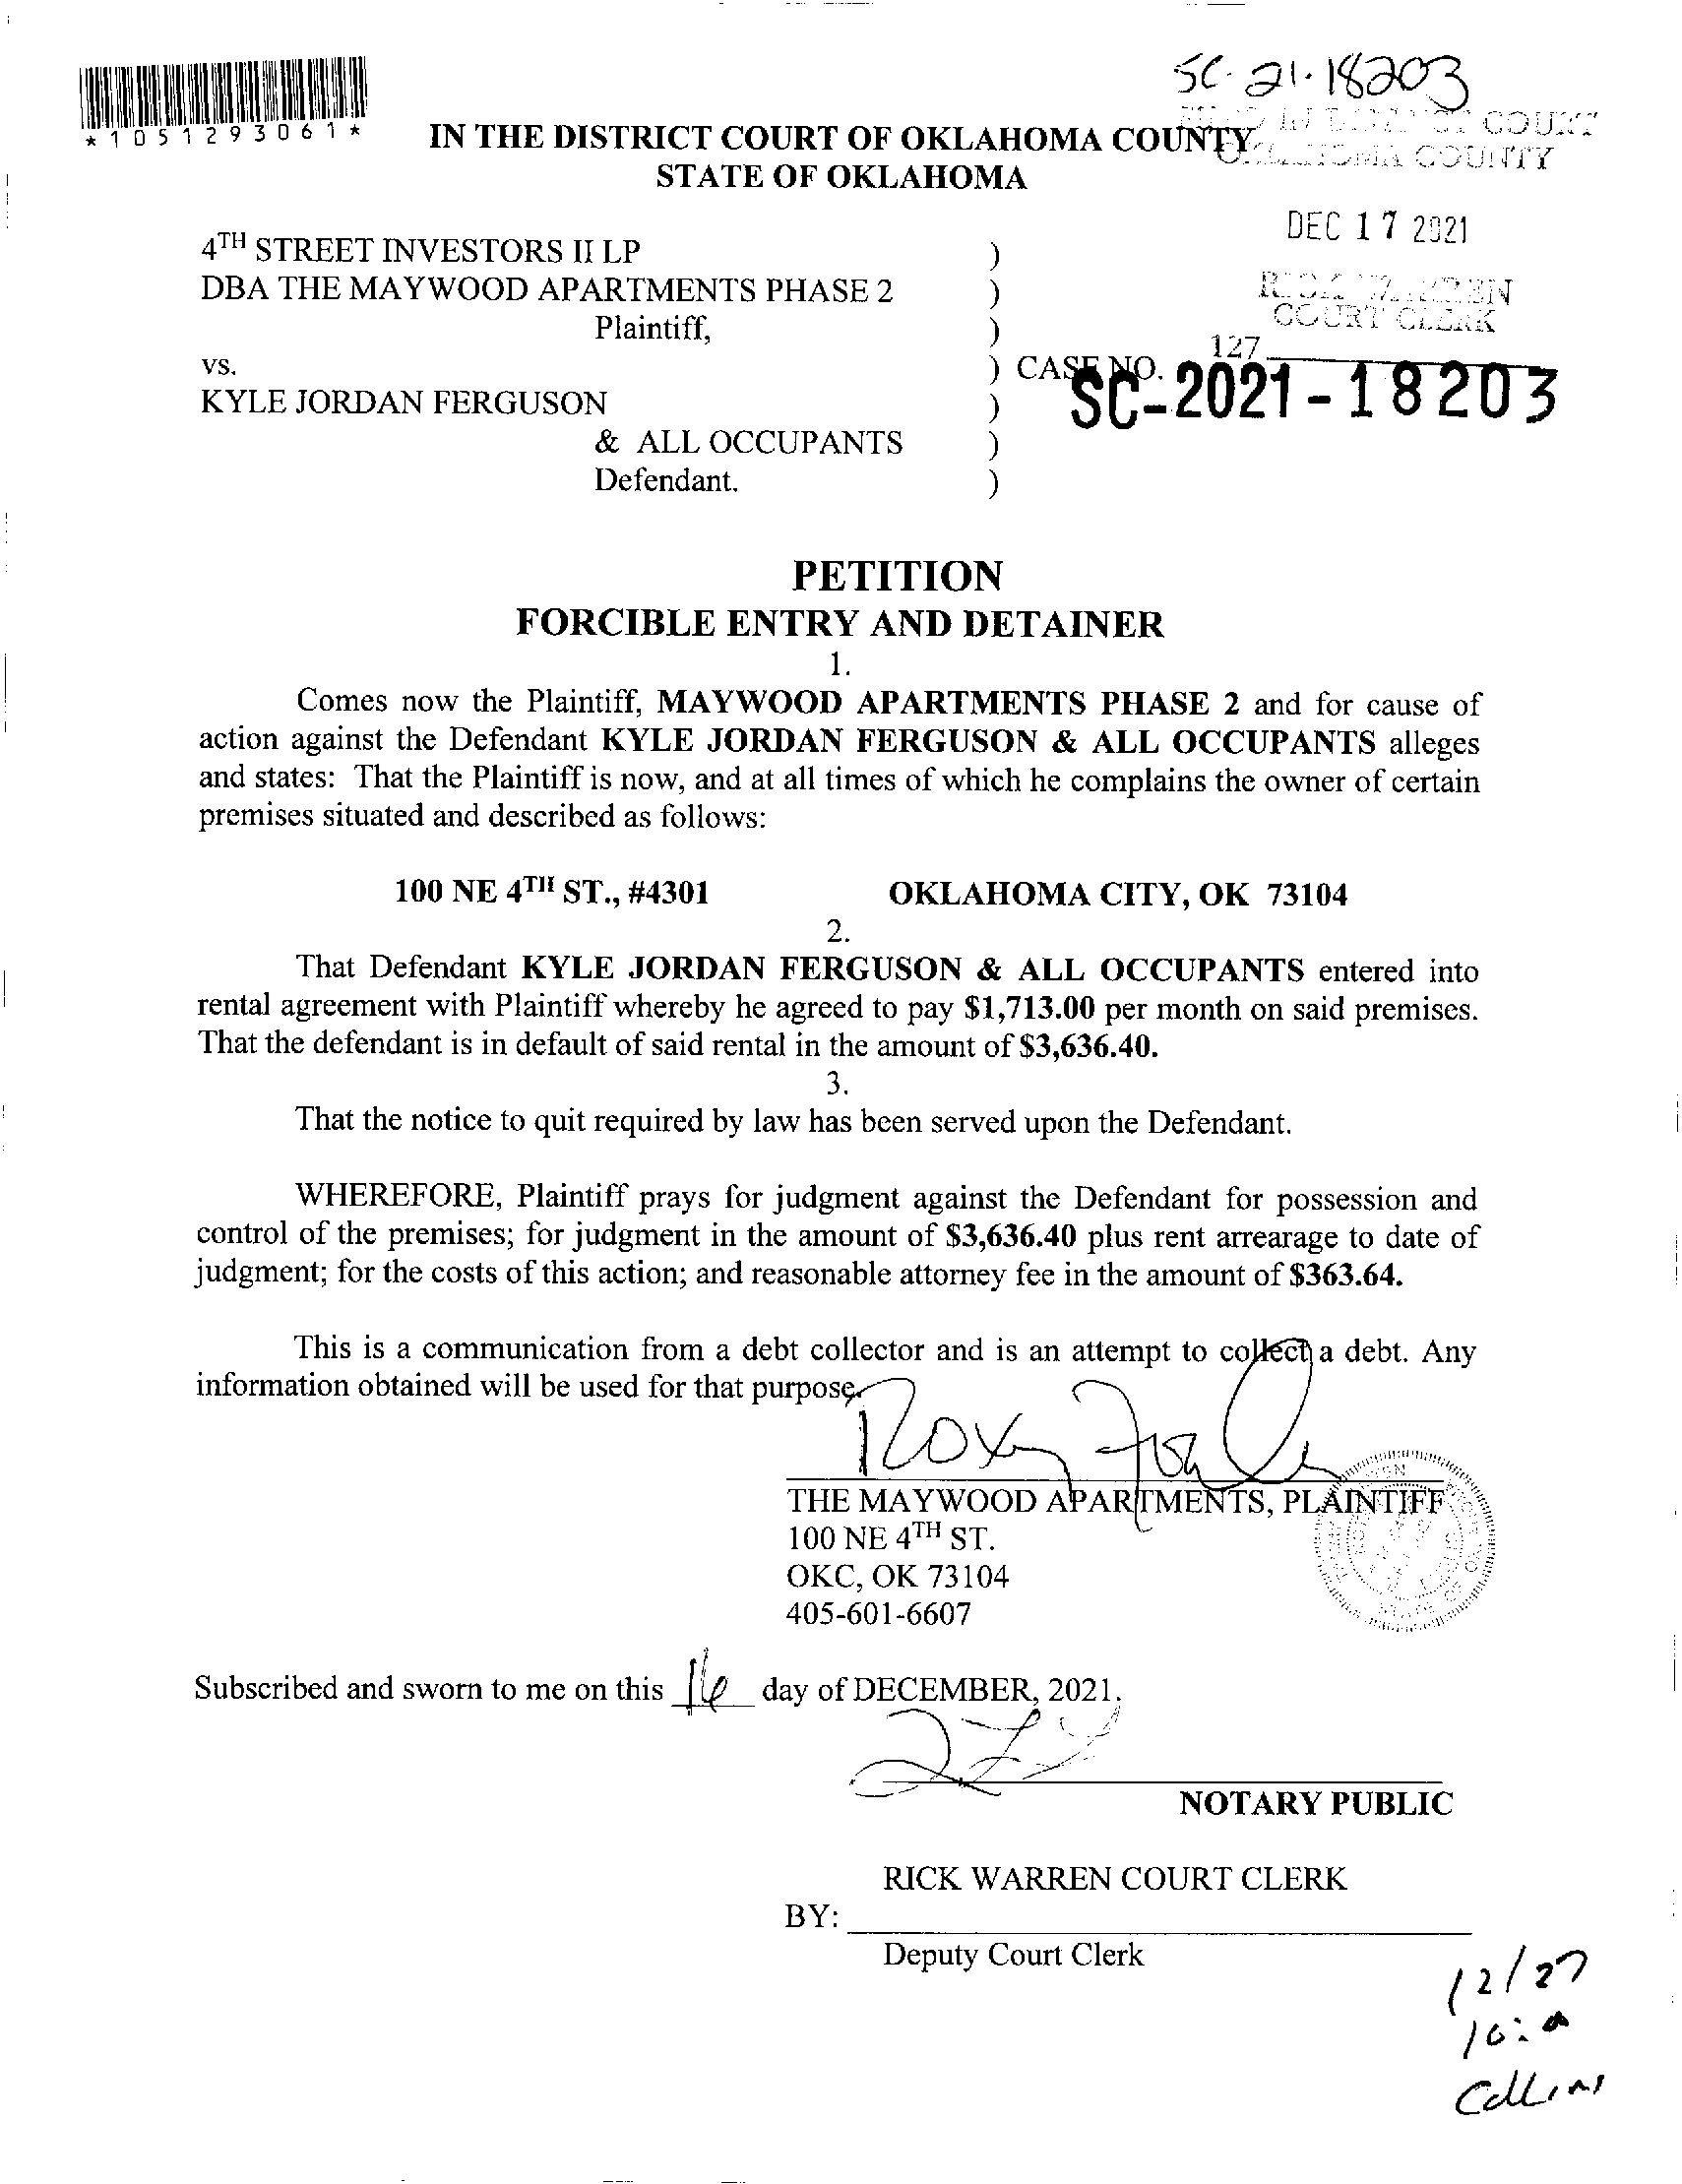 SC-21-18203
*1051293061*
IN THE DISTRICT COURT OF OKLAHOMA COUNTY
COURT
COUNTY
STATE OF OKLAHOMA
DEC 17 2021
4TH STREET INVESTORS II LP )
DBA THE MAYWOOD APARTMENTS PHASE 2 )
COURT CLERK
Plaintiff, )
127
vs. ) CASE NO. SC-2021-18203
KYLE JORDAN FERGUSON )
& ALL OCCUPANTS )
Defendant. )
PETITION
FORCIBLE ENTRY AND DETAINER
1.
Comes now the Plaintiff, MAYWOOD APARTMENTS PHASE 2 and for cause of
action against the Defendant KYLE JORDAN FERGUSON & ALL OCCUPANTS alleges
and states: That the Plaintiff is now, and at all times of which he complains the owner of certain
premises situated and described as follows:
100 NE 4TH ST., #4301 OKLAHOMA CITY, OK 73104
2.
That Defendant KYLE JORDAN FERGUSON & ALL OCCUPANTS entered into
rental agreement with Plaintiff whereby he agreed to pay $1,713.00 per month on said premises.
That the defendant is in default of said rental in the amount of $3,636.40.
3.
That the notice to quit required by law has been served upon the Defendant.
WHEREFORE, Plaintiff prays for judgment against the Defendant for possession and
control of the premises; for judgment in the amount of $3,636.40 plus rent arrearage to date of
judgment; for the costs of this action; and reasonable attorney fee in the amount of $363.64.
This is a communication from a debt collector and is an attempt to collect a debt. Any
information obtained will be used for that purpose.
THE MAYWOOD APARTMENTS, PLAINTIFF
100 NE 4TH ST.
OKC, OK 73104
405-601-6607
Subscribed and sworn to me on this 16 day of DECEMBER, 2021.
NOTARY PUBLIC
RICK WARREN COURT CLERK
BY:
Deputy Court Clerk
12/27
Collins